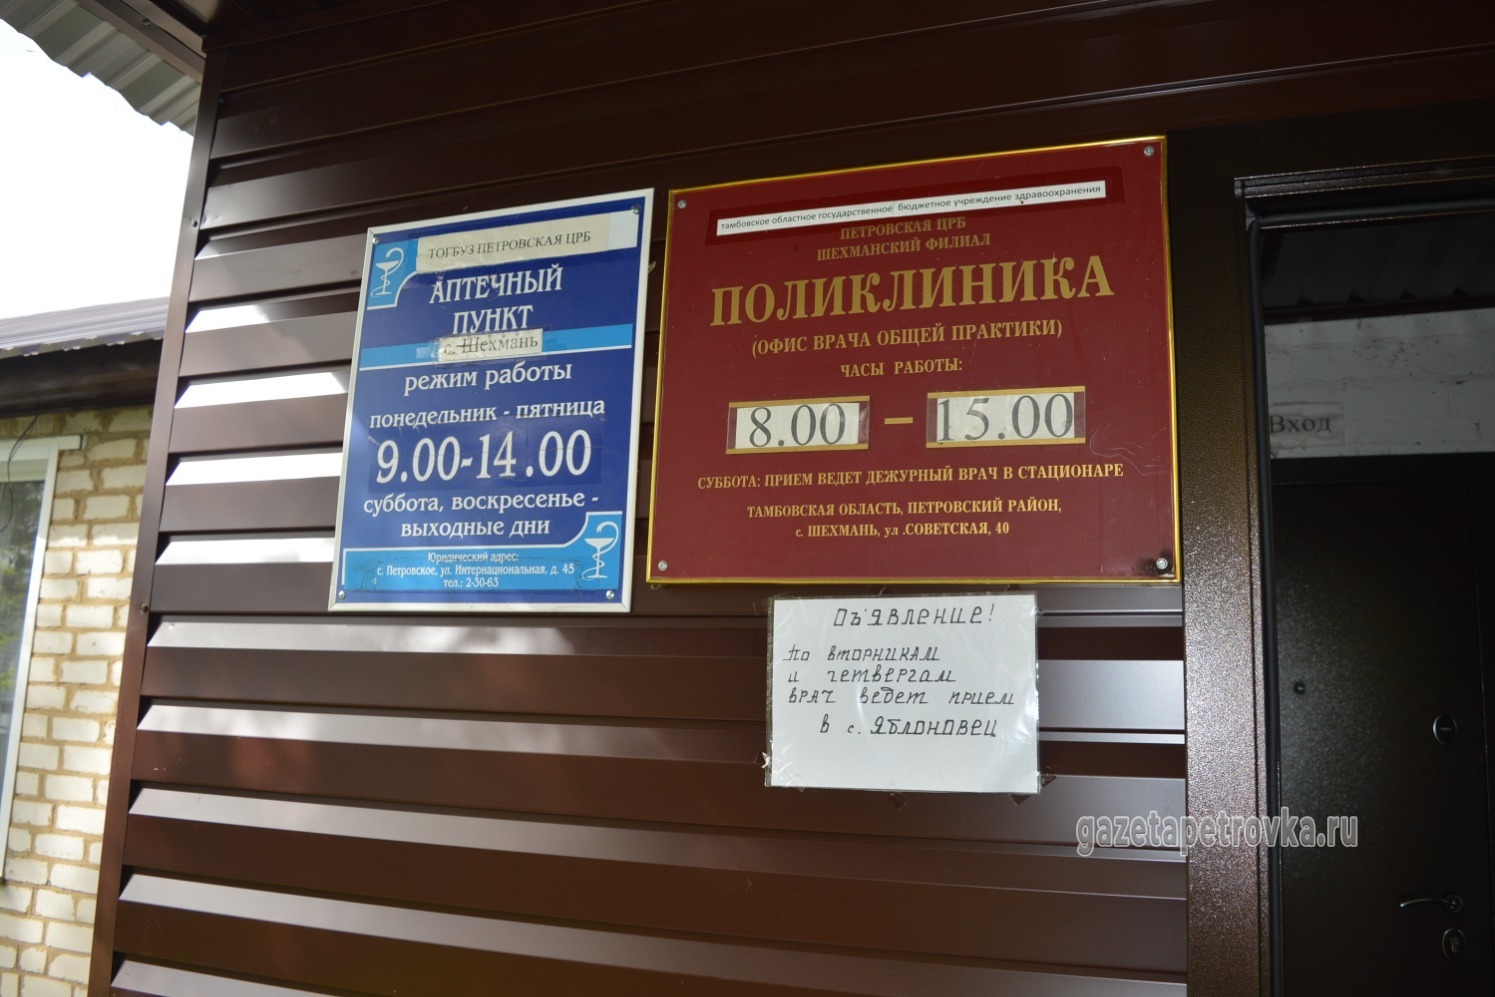 ТОГБУЗ ПЕТРОВСКАЯ ЦРБ
АПТЕЧНЫЙ
ПУНКТ
с. Шехмань
режим работы
понедельник - пятница
9.00-14.00
суббота, воскресенье -
выходные дни
Юридический адрес:
с. Петровское, ул. Интернациональная, д. 45
тел.: 2-30-63
тамбовское областное государственное бюджетное учреждение здравоохранения
ПЕТРОВСКАЯ ЦРБ
ШЕХМАНСКИЙ ФИЛИАЛ
ПОЛИКЛИНИКА
(ОФИС ВРАЧА ОБЩЕЙ ПРАКТИКИ)
ЧАСЫ РАБОТЫ:
8.00 – 15.00
СУББОТА: ПРИЕМ ВЕДЕТ ДЕЖУРНЫЙ ВРАЧ В СТАЦИОНАРЕ
ТАМБОВСКАЯ ОБЛАСТЬ, ПЕТРОВСКИЙ РАЙОН,
с. ШЕХМАНЬ, ул .СОВЕТСКАЯ, 40
Объявление!
По вторникам
и четвергам
врач ведет прием
в с. Яблоновец
Вход
gazetapetrovka.ru